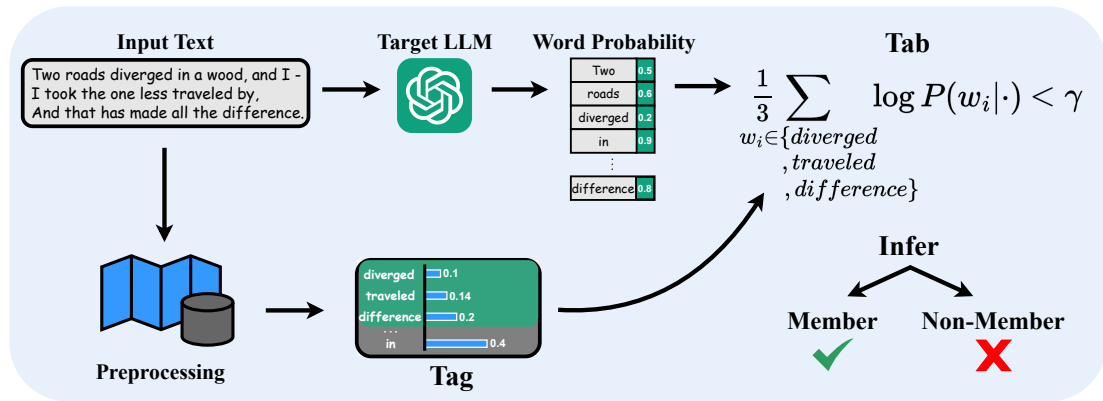 Input Text
Two roads diverged in a wood, and I -
I took the one less traveled by,
And that has made all the difference.
Target LLM
Word Probability
Two 0.5
roads 0.6
diverged 0.2
in 0.9
⋮
difference 0.8
Tab
1/3 ∑ log P(w_i|·) < γ
w_i∈{diverged
,traveled
,difference}
Preprocessing
diverged 0.1
traveled 0.14
difference 0.2
...
in 0.4
Tag
Infer
Member
Non-Member